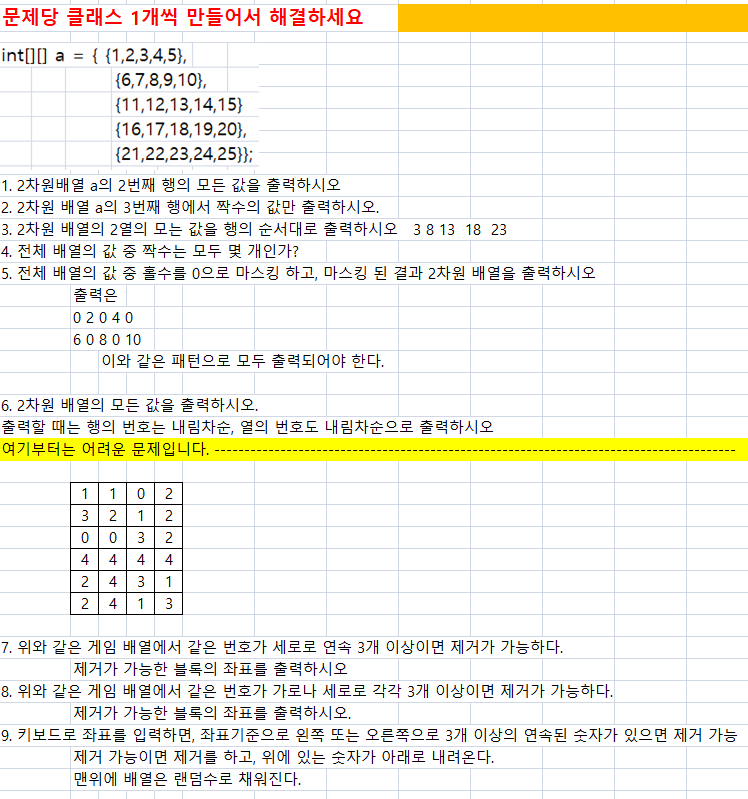 문제당 클래스 1개씩 만들어서 해결하세요
int[][] a = { {1,2,3,4,5},
{6,7,8,9,10},
{11,12,13,14,15}
{16,17,18,19,20},
{21,22,23,24,25}};
1. 2차원배열 a의 2번째 행의 모든 값을 출력하시오
2. 2차원 배열 a의 3번째 행에서 짝수의 값만 출력하시오.
3. 2차원 배열의 2열의 모는 값을 행의 순서대로 출력하시오 3 8 13 18 23
4. 전체 배열의 값 중 짝수는 모두 몇 개인가?
5. 전체 배열의 값 중 홀수를 0으로 마스킹 하고, 마스킹 된 결과 2차원 배열을 출력하시오
출력은
0 2 0 4 0
6 0 8 0 10
이와 같은 패턴으로 모두 출력되어야 한다.
6. 2차원 배열의 모든 값을 출력하시오.
출력할 때는 행의 번호는 내림차순, 열의 번호도 내림차순으로 출력하시오
여기부터는 어려운 문제입니다. ----------------------------------------------------------------------------------------
1 1 0 2
3 2 1 2
0 0 3 2
4 4 4 4
2 4 3 1
2 4 1 3
7. 위와 같은 게임 배열에서 같은 번호가 세로로 연속 3개 이상이면 제거가 가능하다.
제거가 가능한 블록의 좌표를 출력하시오
8. 위와 같은 게임 배열에서 같은 번호가 가로나 세로로 각각 3개 이상이면 제거가 가능하다.
제거가 가능한 블록의 좌표를 출력하시오.
9. 키보드로 좌표를 입력하면, 좌표기준으로 왼쪽 또는 오른쪽으로 3개 이상의 연속된 숫자가 있으면 제거 가능
제거 가능이면 제거를 하고, 위에 있는 숫자가 아래로 내려온다.
맨위에 배열은 랜덤수로 채워진다.